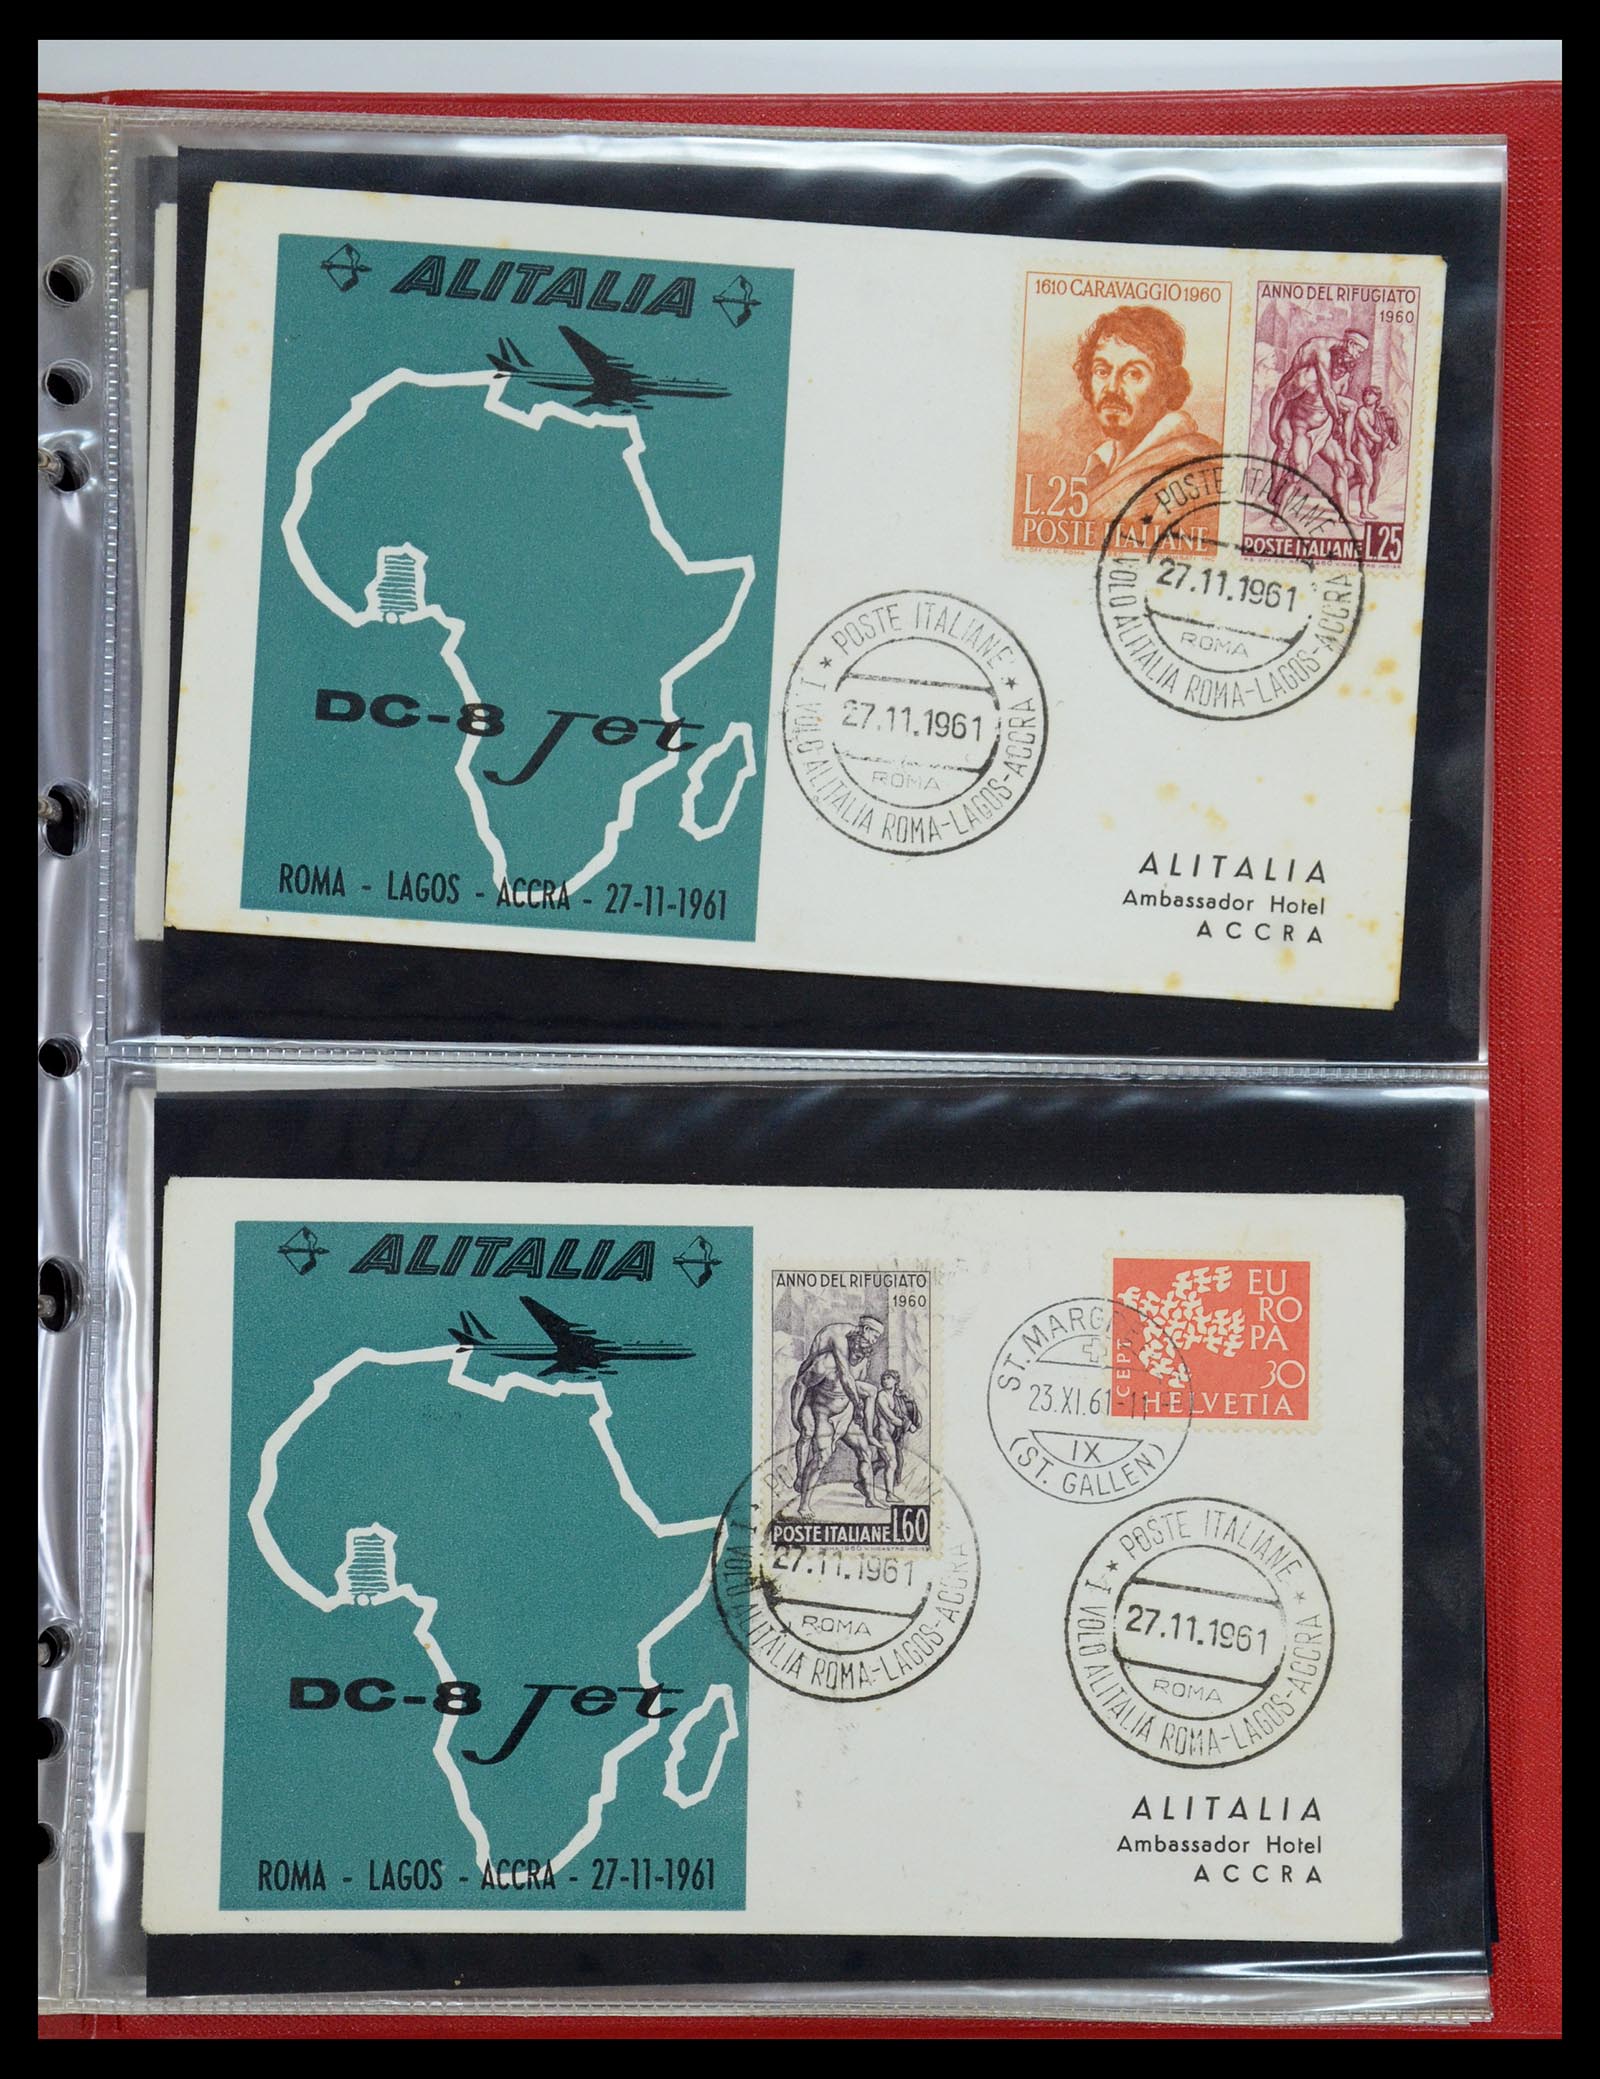 ALITALIA
DC-8 Jet
ROMA - LAGOS - ACCRA - 27-11-1961
1610 CARAVAGGIO 1960
L.25
POSTE ITALIANE
ANNO DEL RIFUGIATO
1960
POSTE ITALIANE L.25
★ POSTE ITALIANE ★
27.11.1961
ROMA
I VOLO ALITALIA ROMA-LAGOS-ACCRA
★ POSTE ITALIANE ★
27.11.1961
ROMA
I. VOLO ALITALIA ROMA-LAGOS-ACCRA
ALITALIA
Ambassador Hotel
ACCRA
ALITALIA
DC-8 Jet
ROMA - LAGOS - ACCRA - 27-11-1961
ANNO DEL RIFUGIATO
1960
POSTE ITALIANE L.60
27.11.1961
ROMA
I VOLO ALITALIA ROMA-LAGOS-ACCRA
EU
RO
PA
30
CEPT
HELVETIA
23.XI.61-11
IX
(ST. GALLEN)
★ POSTE ITALIANE ★
27.11.1961
ROMA
I VOLO ALITALIA ROMA-LAGOS-ACCRA
ALITALIA
Ambassador Hotel
ACCRA